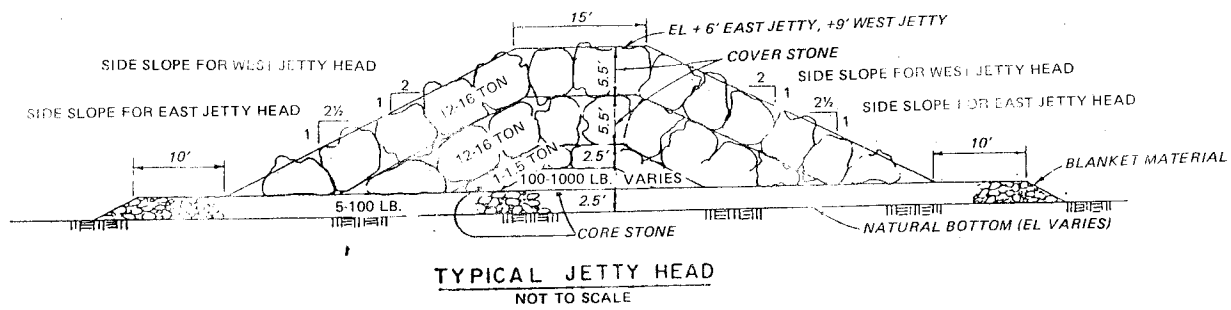 15'
EL + 6' EAST JETTY, +9' WEST JETTY
COVER STONE
SIDE SLOPE FOR WEST JETTY HEAD
2
1
SIDE SLOPE FOR EAST JETTY HEAD
2½
1
12-16 TON
5.5'
2
1
SIDE SLOPE FOR WEST JETTY HEAD
2½
1
SIDE SLOPE FOR EAST JETTY HEAD
12-16 TON
5.5'
10'
1-1.5 TON
2.5'
10'
BLANKET MATERIAL
100-1000 LB. VARIES
5-100 LB.
2.5'
CORE STONE
NATURAL BOTTOM (EL VARIES)
TYPICAL JETTY HEAD
NOT TO SCALE